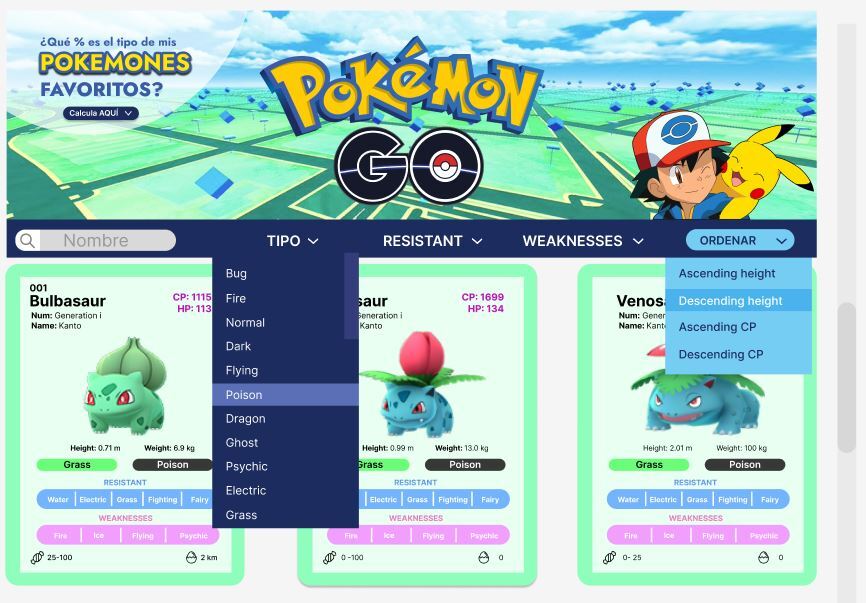 ¿Qué % es el tipo de mis
POKEMONES
FAVORITOS?
Calcula AQUÍ
POKÉMON
GO
Nombre
TIPO
RESISTANT
WEAKNESSES
ORDENAR
Bug
Fire
Normal
Dark
Flying
Poison
Dragon
Ghost
Psychic
Electric
Grass
Ascending height
Descending height
Ascending CP
Descending CP
001
Bulbasaur
CP: 1115
HP: 113
Num: Generation i
Name: Kanto
Height: 0.71 m Weight: 6.9 kg
Grass Poison
RESISTANT
Water Electric Grass Fighting Fairy
WEAKNESSES
Fire Ice Flying Psychic
25-100 2 km
saur
CP: 1699
HP: 134
Generation i
Kanto
Height: 0.99 m Weight: 13.0 kg
Grass Poison
RESISTANT
Electric Grass Fighting Fairy
WEAKNESSES
Fire Ice Flying Psychic
0 -100 0
Venos
Num: Gene
Name: Kant
Height: 2.01 m Weight: 100 kg
Grass Poison
RESISTANT
Water Electric Grass Fighting Fairy
WEAKNESSES
Fire Ice Flying Psychic
0- 25 0